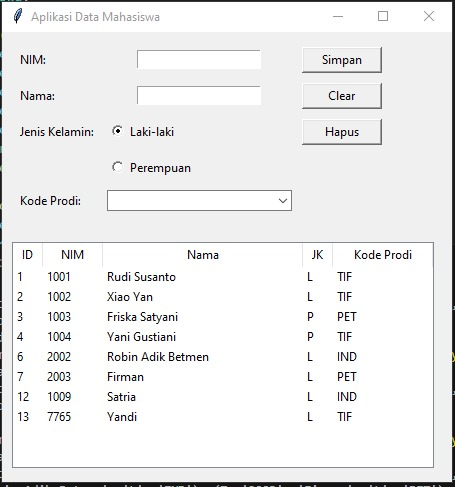 Aplikasi Data Mahasiswa
NIM: Simpan
Nama: Clear
Jenis Kelamin: Laki-laki Hapus
Perempuan
Kode Prodi:
ID NIM Nama JK Kode Prodi
1 1001 Rudi Susanto L TIF
2 1002 Xiao Yan L TIF
3 1003 Friska Satyani P PET
4 1004 Yani Gustiani P TIF
6 2002 Robin Adik Betmen L IND
7 2003 Firman L PET
12 1009 Satria L IND
13 7765 Yandi L TIF